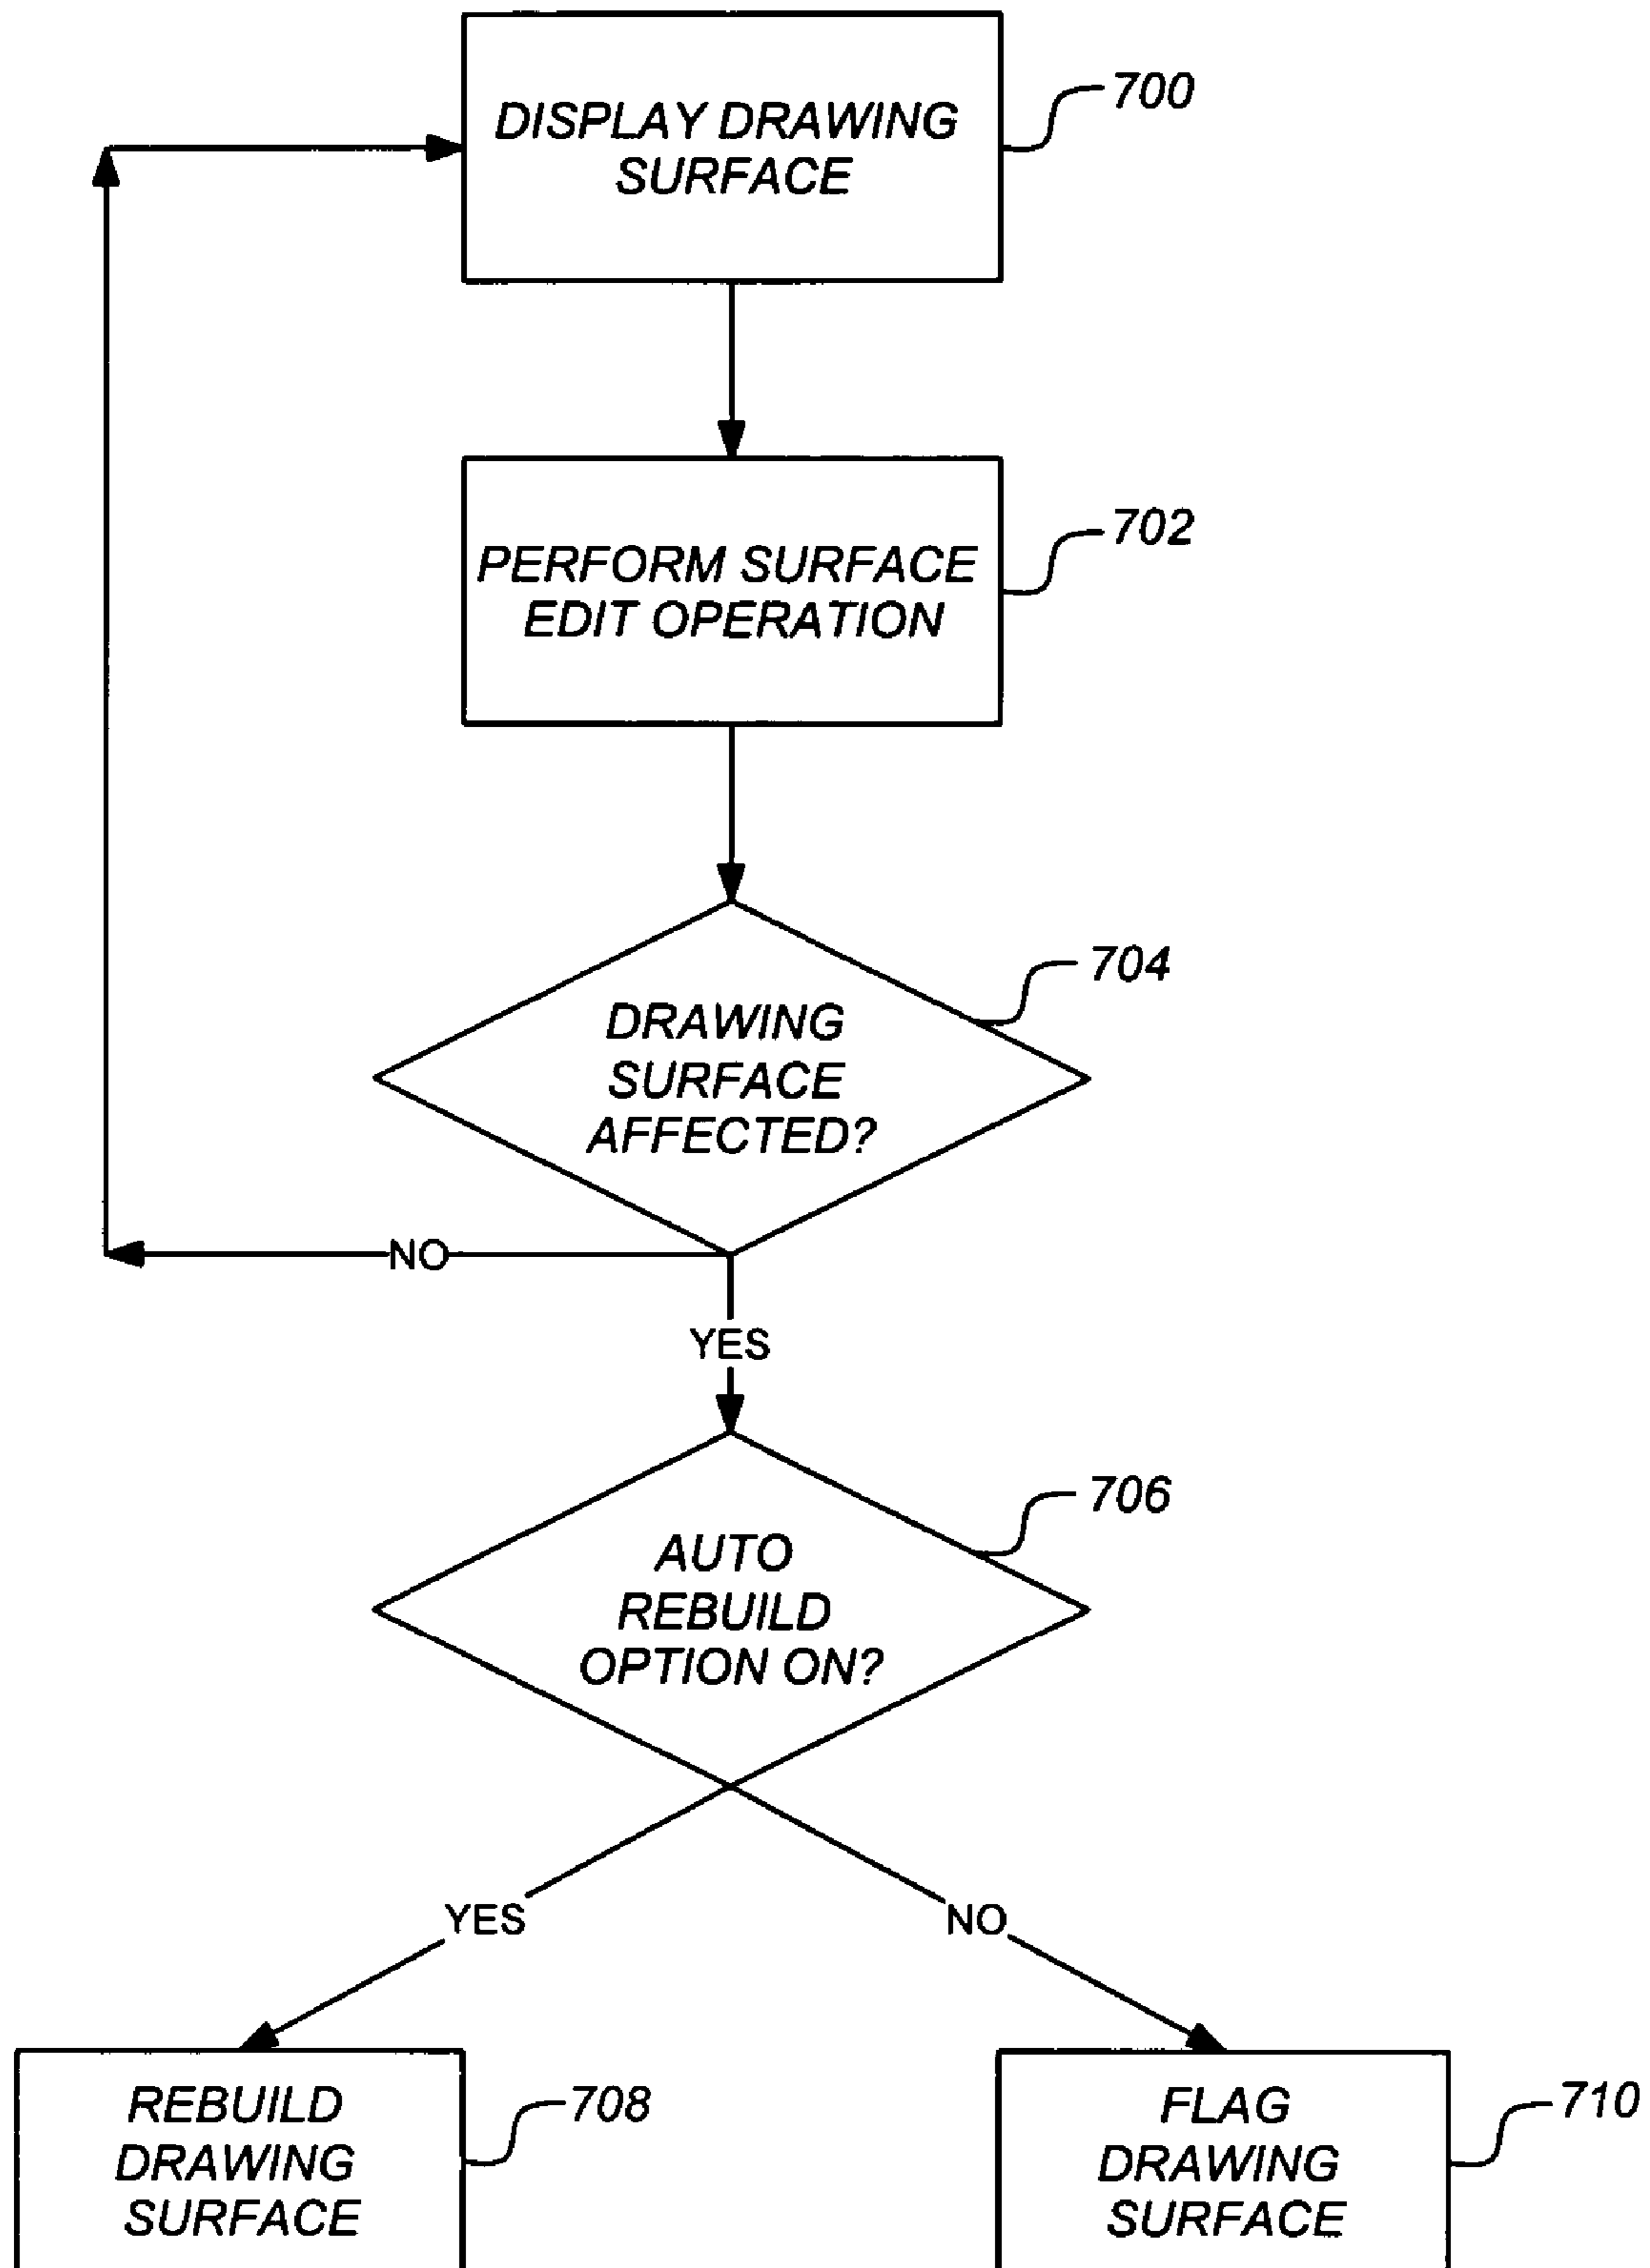 DISPLAY DRAWING
SURFACE
700
PERFORM SURFACE
EDIT OPERATION
702
704
DRAWING
SURFACE
AFFECTED?
NO
YES
706
AUTO
REBUILD
OPTION ON?
YES
NO
REBUILD
DRAWING
SURFACE
708
FLAG
DRAWING
SURFACE
710